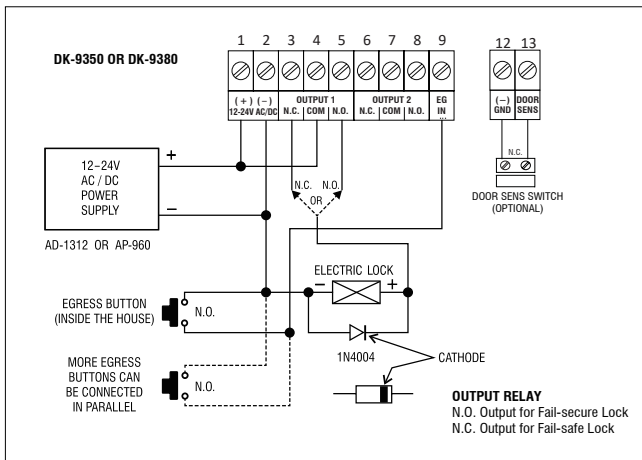 DK-9350 OR DK-9380
1 2 3 4 5 6 7 8 9
12 13
(+) (−) OUTPUT 1 OUTPUT 2 EG
12-24V AC/DC N.C. COM N.O. N.C. COM N.O. IN
...
(−) DOOR
GND SENS
N.C.
DOOR SENS SWITCH
(OPTIONAL)
12–24V
AC / DC
POWER
SUPPLY
+
−
AD-1312 OR AP-960
N.C. N.O.
OR
EGRESS BUTTON
(INSIDE THE HOUSE)
N.O.
− ELECTRIC LOCK +
1N4004
CATHODE
MORE EGRESS
BUTTONS CAN
BE CONNECTED
IN PARALLEL
N.O.
OUTPUT RELAY
N.O. Output for Fail-secure Lock
N.C. Output for Fail-safe Lock